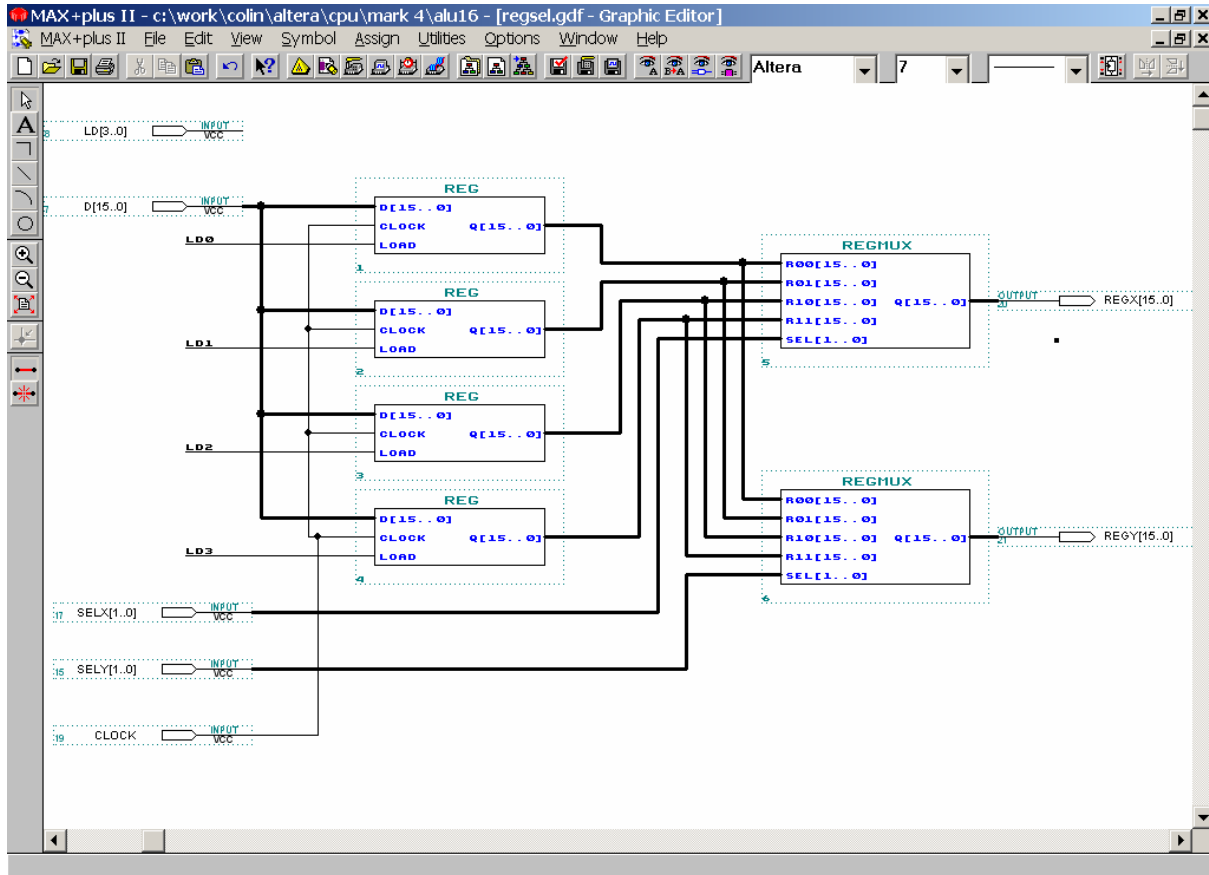 MAX+plus II - c:\work\colin\altera\cpu\mark 4\alu16 - [regsel.gdf - Graphic Editor]
MAX+plus II File Edit View Symbol Assign Utilities Options Window Help
Altera 7
LD[3..0] INPUT VCC
D[15..0] INPUT VCC
REG
D[15..0]
CLOCK Q[15..0]
LOAD
LD0
1
REG
D[15..0]
CLOCK Q[15..0]
LOAD
LD1
2
REG
D[15..0]
CLOCK Q[15..0]
LOAD
LD2
3
REG
D[15..0]
CLOCK Q[15..0]
LOAD
LD3
4
REGMUX
R00[15..0]
R01[15..0]
R10[15..0] Q[15..0]
R11[15..0]
SEL[1..0]
5
OUTPUT
20
REGX[15..0]
REGMUX
R00[15..0]
R01[15..0]
R10[15..0] Q[15..0]
R11[15..0]
SEL[1..0]
6
OUTPUT
21
REGY[15..0]
17 SELX[1..0] INPUT VCC
15 SELY[1..0] INPUT VCC
19 CLOCK INPUT VCC